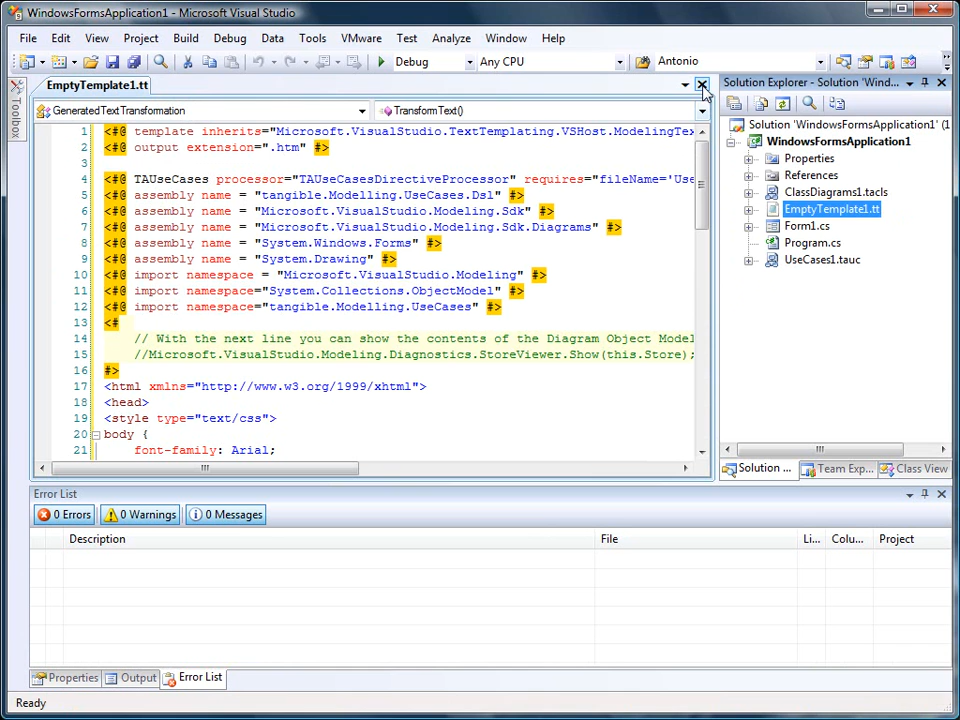 WindowsFormsApplication1 - Microsoft Visual Studio
File Edit View Project Build Debug Data Tools VMware Test Analyze Window Help
Debug Any CPU Antonio
Toolbox
EmptyTemplate1.tt
GeneratedTextTransformation TransformText()
1 <#@ template inherits="Microsoft.VisualStudio.TextTemplating.VSHost.ModelingTex
2 <#@ output extension=".htm" #>
3
4 <#@ TAUseCases processor="TAUseCasesDirectiveProcessor" requires="fileName='Use
5 <#@ assembly name = "tangible.Modelling.UseCases.Dsl" #>
6 <#@ assembly name = "Microsoft.VisualStudio.Modeling.Sdk" #>
7 <#@ assembly name = "Microsoft.VisualStudio.Modeling.Sdk.Diagrams" #>
8 <#@ assembly name = "System.Windows.Forms" #>
9 <#@ assembly name = "System.Drawing" #>
10 <#@ import namespace = "Microsoft.VisualStudio.Modeling" #>
11 <#@ import namespace="System.Collections.ObjectModel" #>
12 <#@ import namespace="tangible.Modelling.UseCases" #>
13 <#
14 // With the next line you can show the contents of the Diagram Object Model
15 //Microsoft.VisualStudio.Modeling.Diagnostics.StoreViewer.Show(this.Store);
16 #>
17 <html xmlns="http://www.w3.org/1999/xhtml">
18 <head>
19 <style type="text/css">
20 body {
21 font-family: Arial;
Solution Explorer - Solution 'Wind...
Solution 'WindowsFormsApplication1' (1
WindowsFormsApplication1
Properties
References
ClassDiagrams1.tacls
EmptyTemplate1.tt
Form1.cs
Program.cs
UseCases1.tauc
Solution ... Team Exp... Class View
Error List
0 Errors 0 Warnings 0 Messages
Description File Li... Colu... Project
Properties Output Error List
Ready